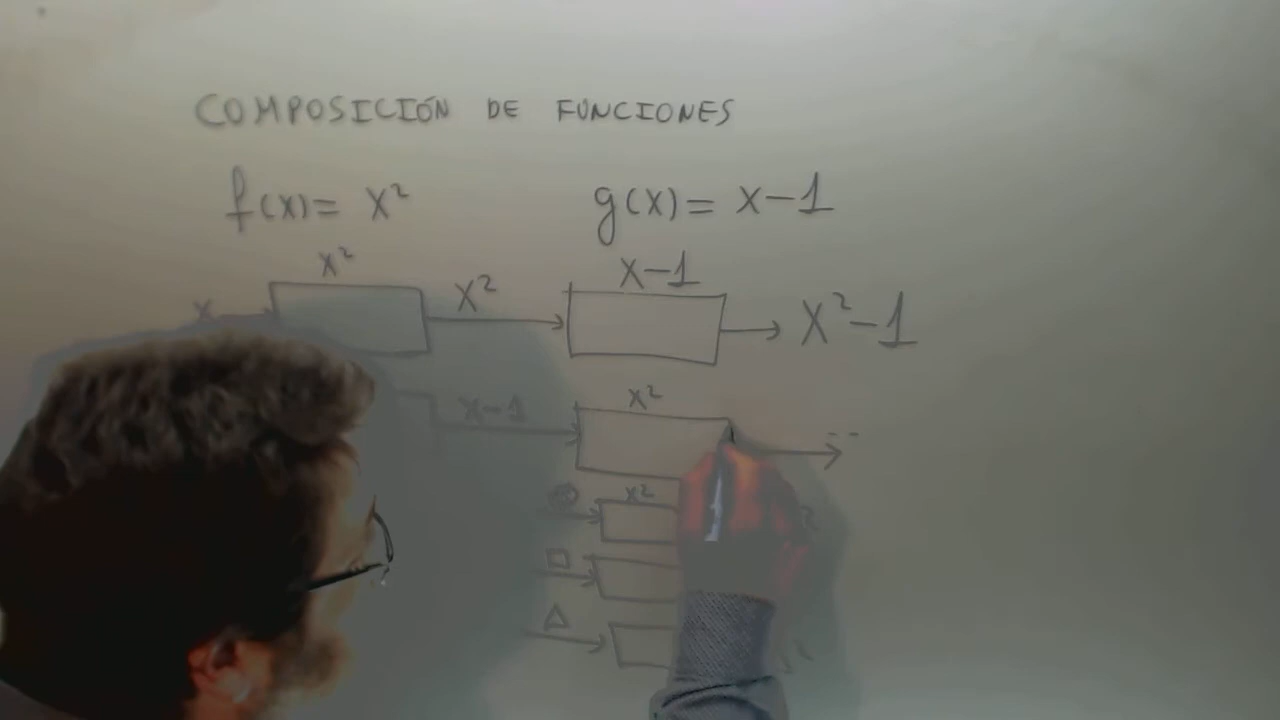 COMPOSICIÓN DE FUNCIONES
f(x)= x² g(x)= x-1
x² x-1
x x² x²-1
x-1 x²
x²